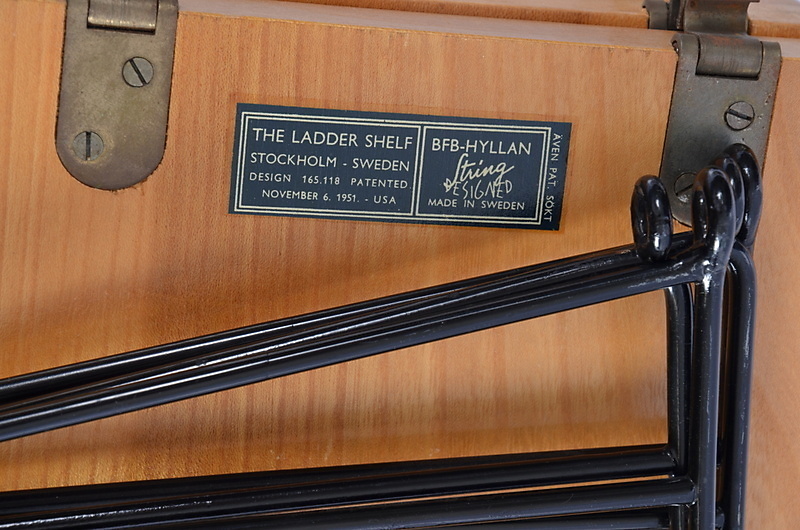 THE LADDER SHELF
STOCKHOLM - SWEDEN
DESIGN 165.118 PATENTED
NOVEMBER 6. 1951. - USA
BFB-HYLLAN
String
DESIGNED
MADE IN SWEDEN
ÄVEN PAT. SÖKT